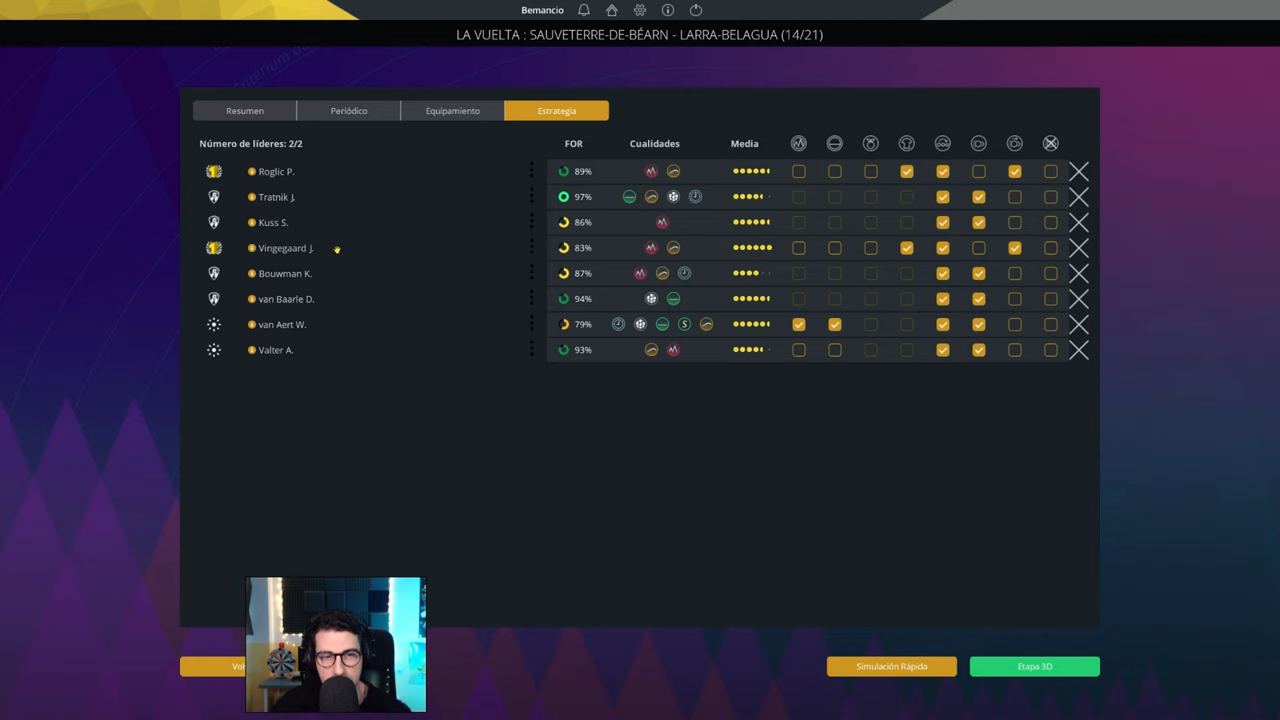 Bemancio
LA VUELTA : SAUVETERRE-DE-BÉARN - LARRA-BELAGUA (14/21)
Resumen Periódico Equipamiento Estrategia
Número de líderes: 2/2 FOR Cualidades Media
Roglic P. 89%
Tratnik J. 97%
Kuss S. 86%
Vingegaard J. 83%
Bouwman K. 87%
van Baarle D. 94%
van Aert W. 79%
Valter A. 93%
Simulación Rápida Etapa 3D